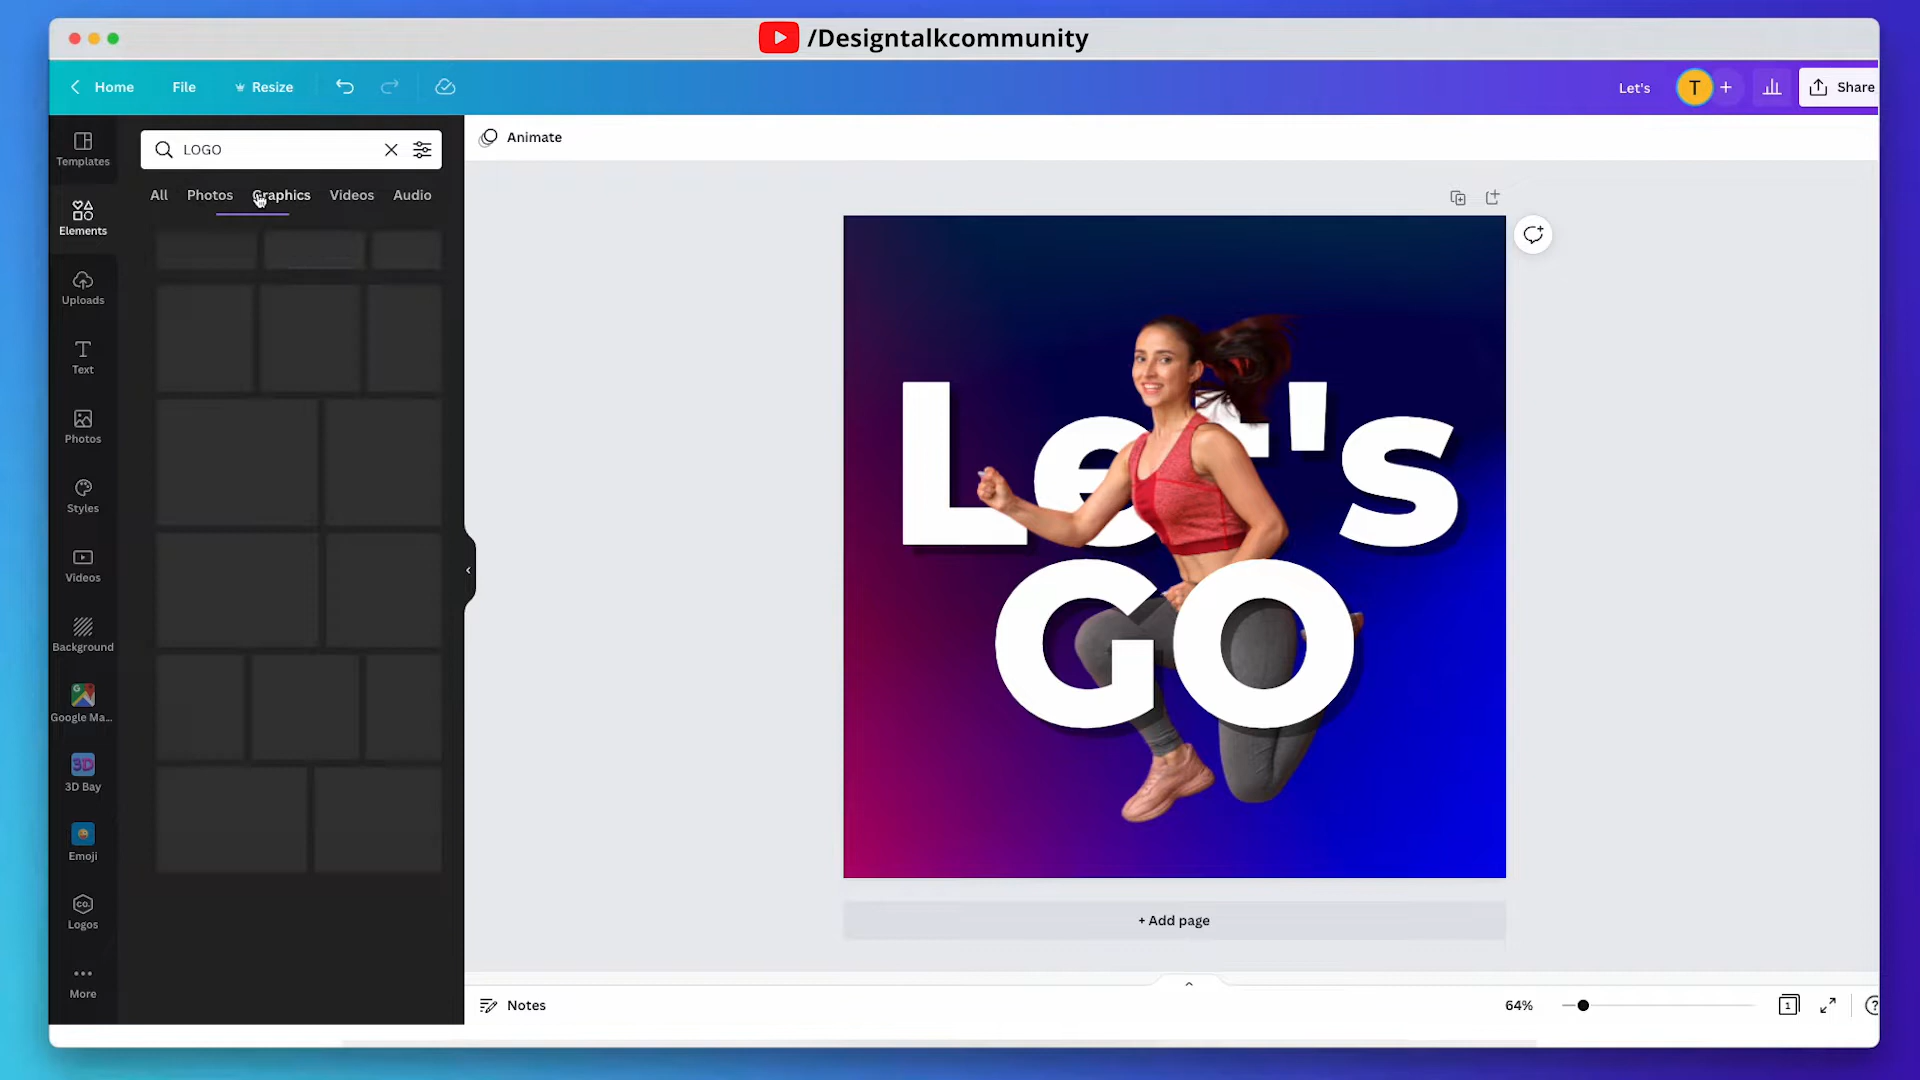 /Designtalkcommunity
Home
File
Resize
Let's
T
Share
Templates
Elements
Uploads
Text
Photos
Styles
Videos
Background
Google Ma...
3D Bay
Emoji
Logos
More
LOGO
All
Photos
Graphics
Videos
Audio
Animate
Let's
GO
+ Add page
Notes
64%
1
?
3D
co.